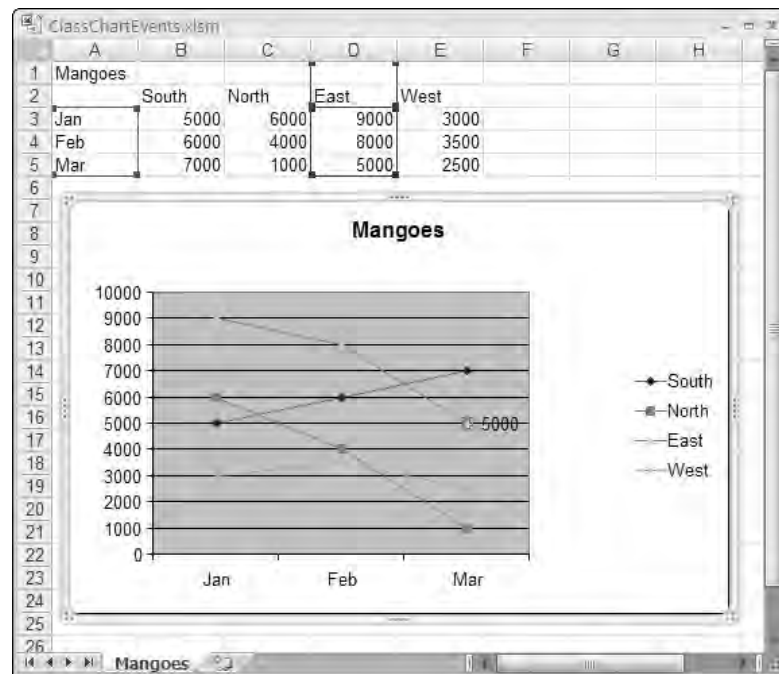 ClassChartEvents.xlsm
A B C D E F G H
1 Mangoes
2 South North East West
3 Jan 5000 6000 9000 3000
4 Feb 6000 4000 8000 3500
5 Mar 7000 1000 5000 2500
6
7
8
9
10
11
12
13
14
15
16
17
18
19
20
21
22
23
24
25
26
Mangoes
10000
9000
8000
7000
6000
5000
4000
3000
2000
1000
0
5000
Jan Feb Mar
South
North
East
West
Mangoes